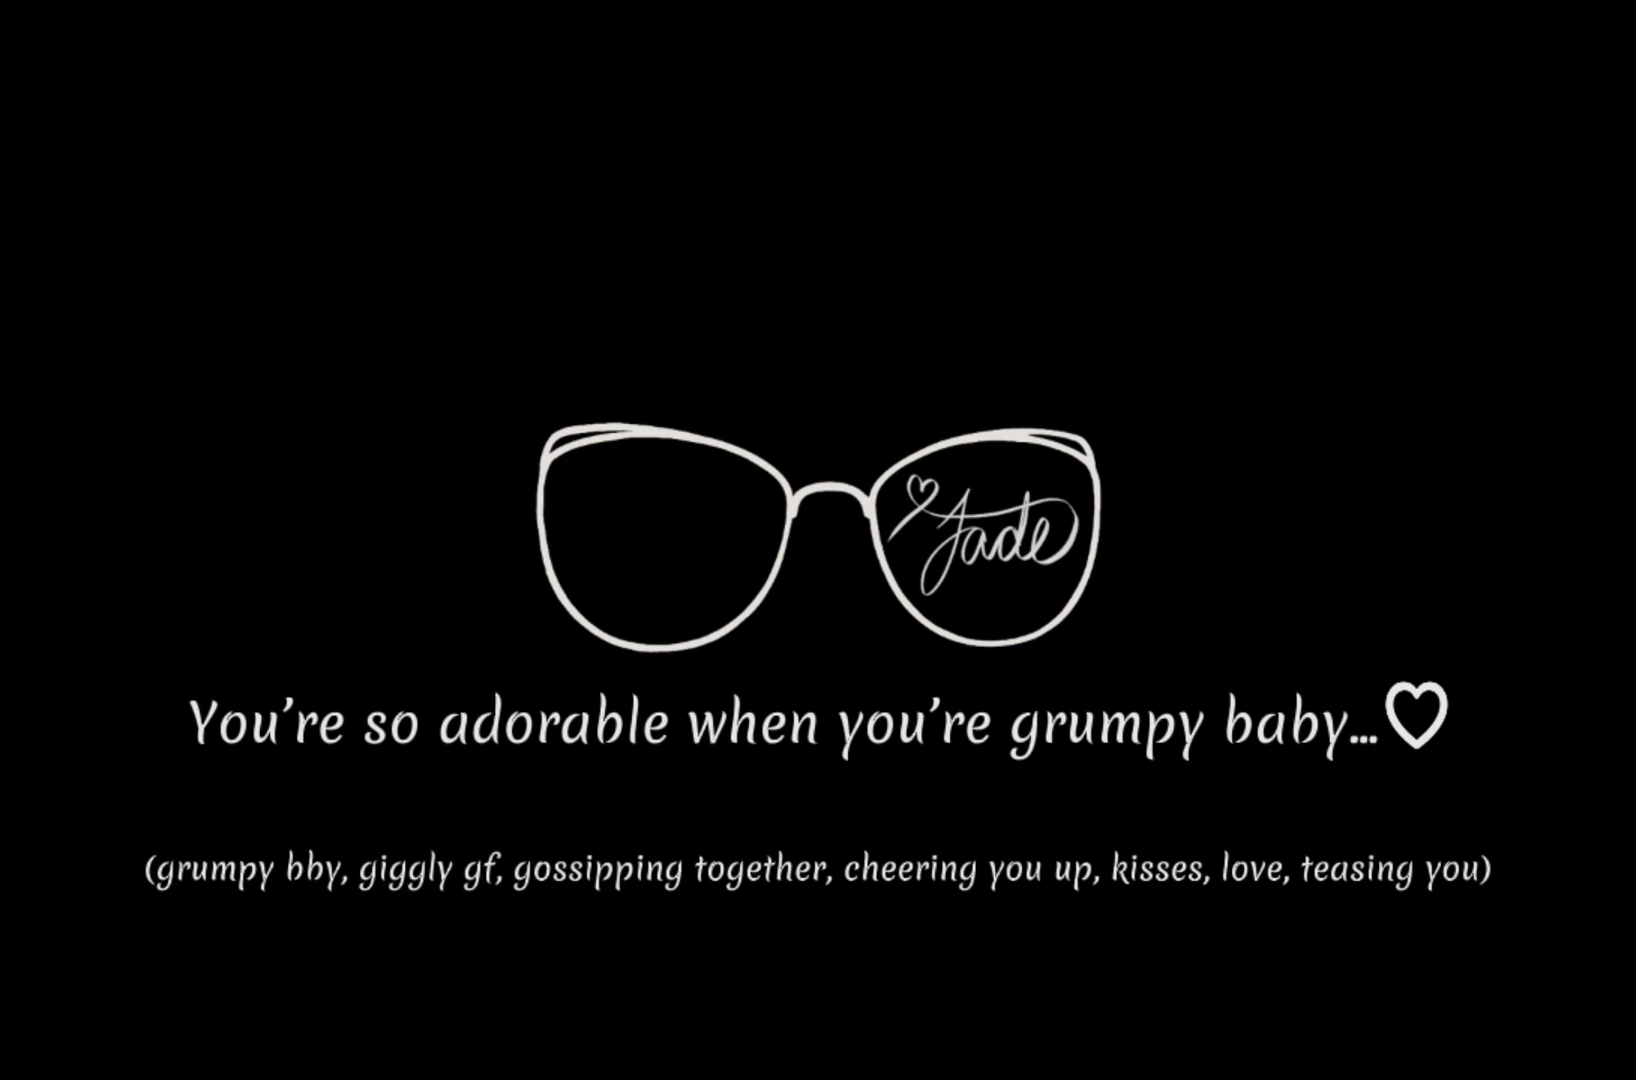 Jade
You’re so adorable when you’re grumpy baby...♡
(grumpy bby, giggly gf, gossipping together, cheering you up, kisses, love, teasing you)